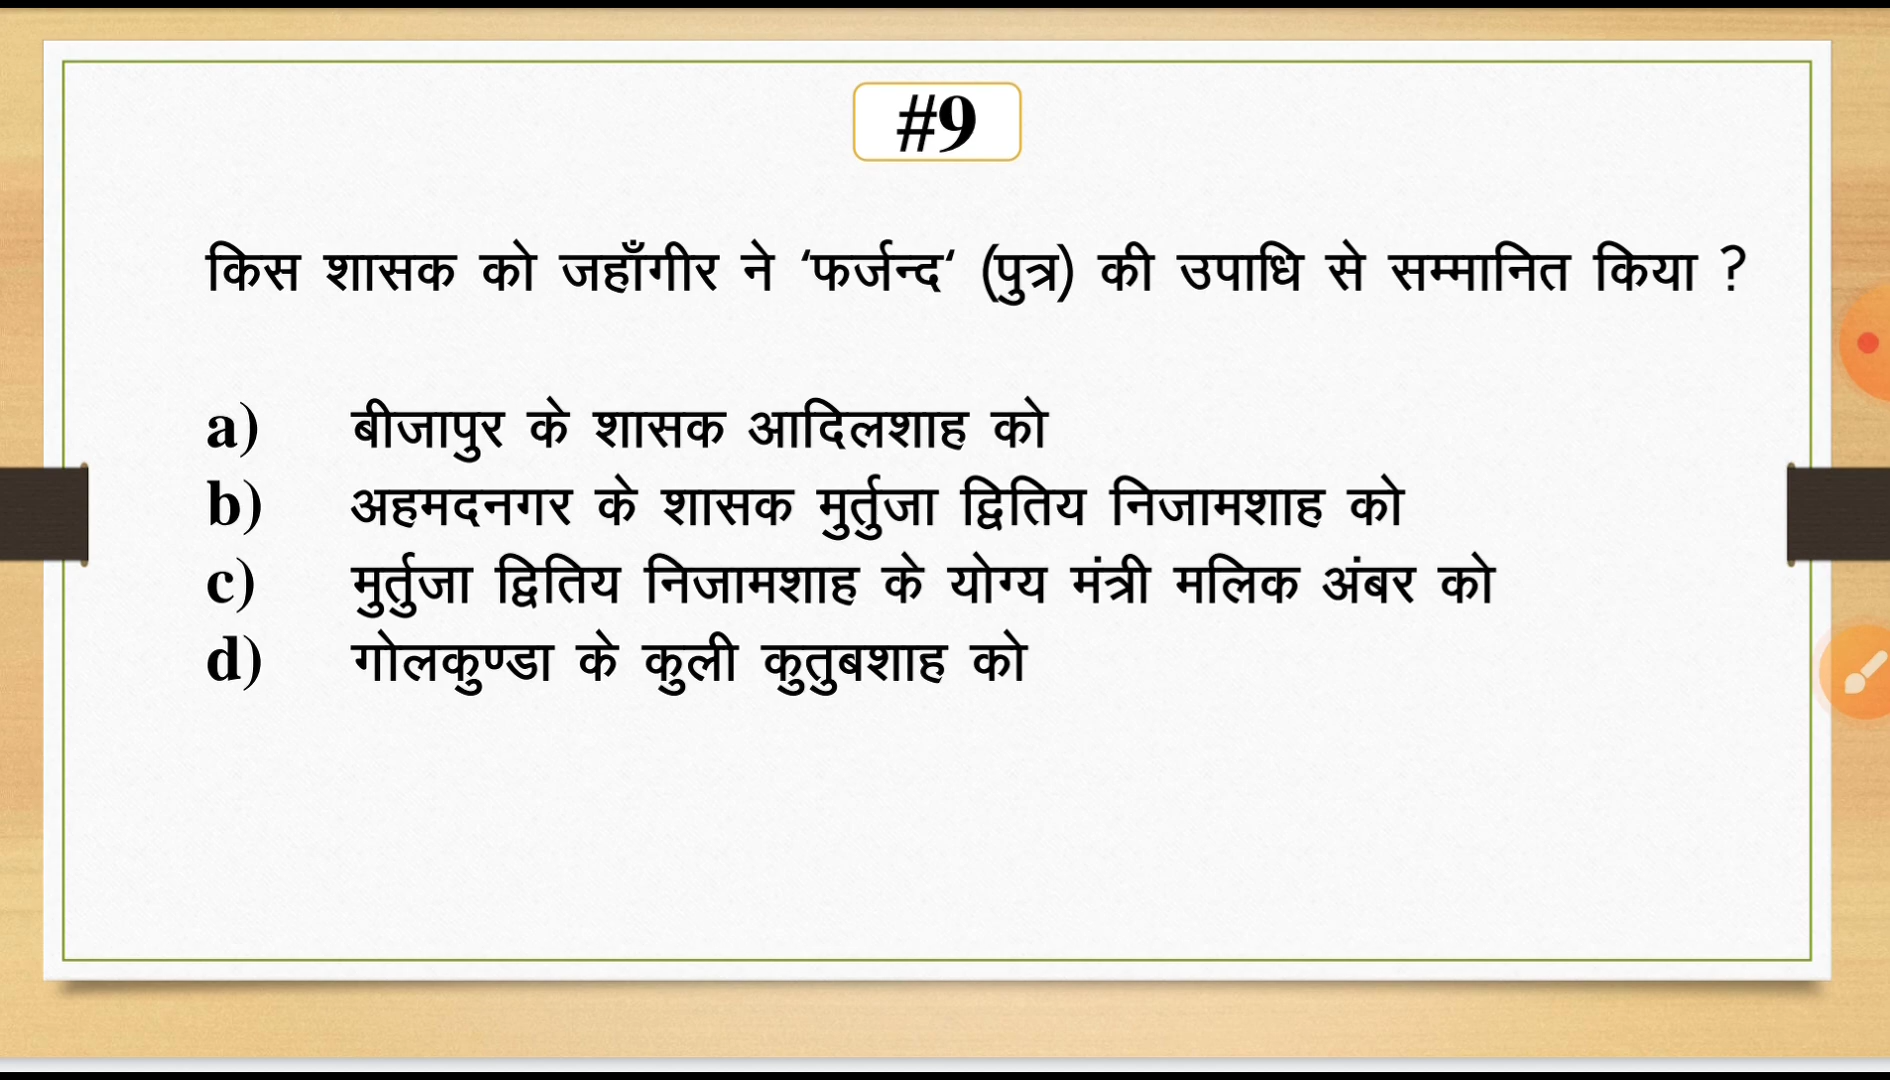 #9
किस शासक को जहाँगीर ने ‘फर्जन्द‘ (पुत्र) की उपाधि से सम्मानित किया ?
a) बीजापुर के शासक आदिलशाह को
b) अहमदनगर के शासक मुर्तुजा द्वितिय निजामशाह को
c) मुर्तुजा द्वितिय निजामशाह के योग्य मंत्री मलिक अंबर को
d) गोलकुण्डा के कुली कुतुबशाह को